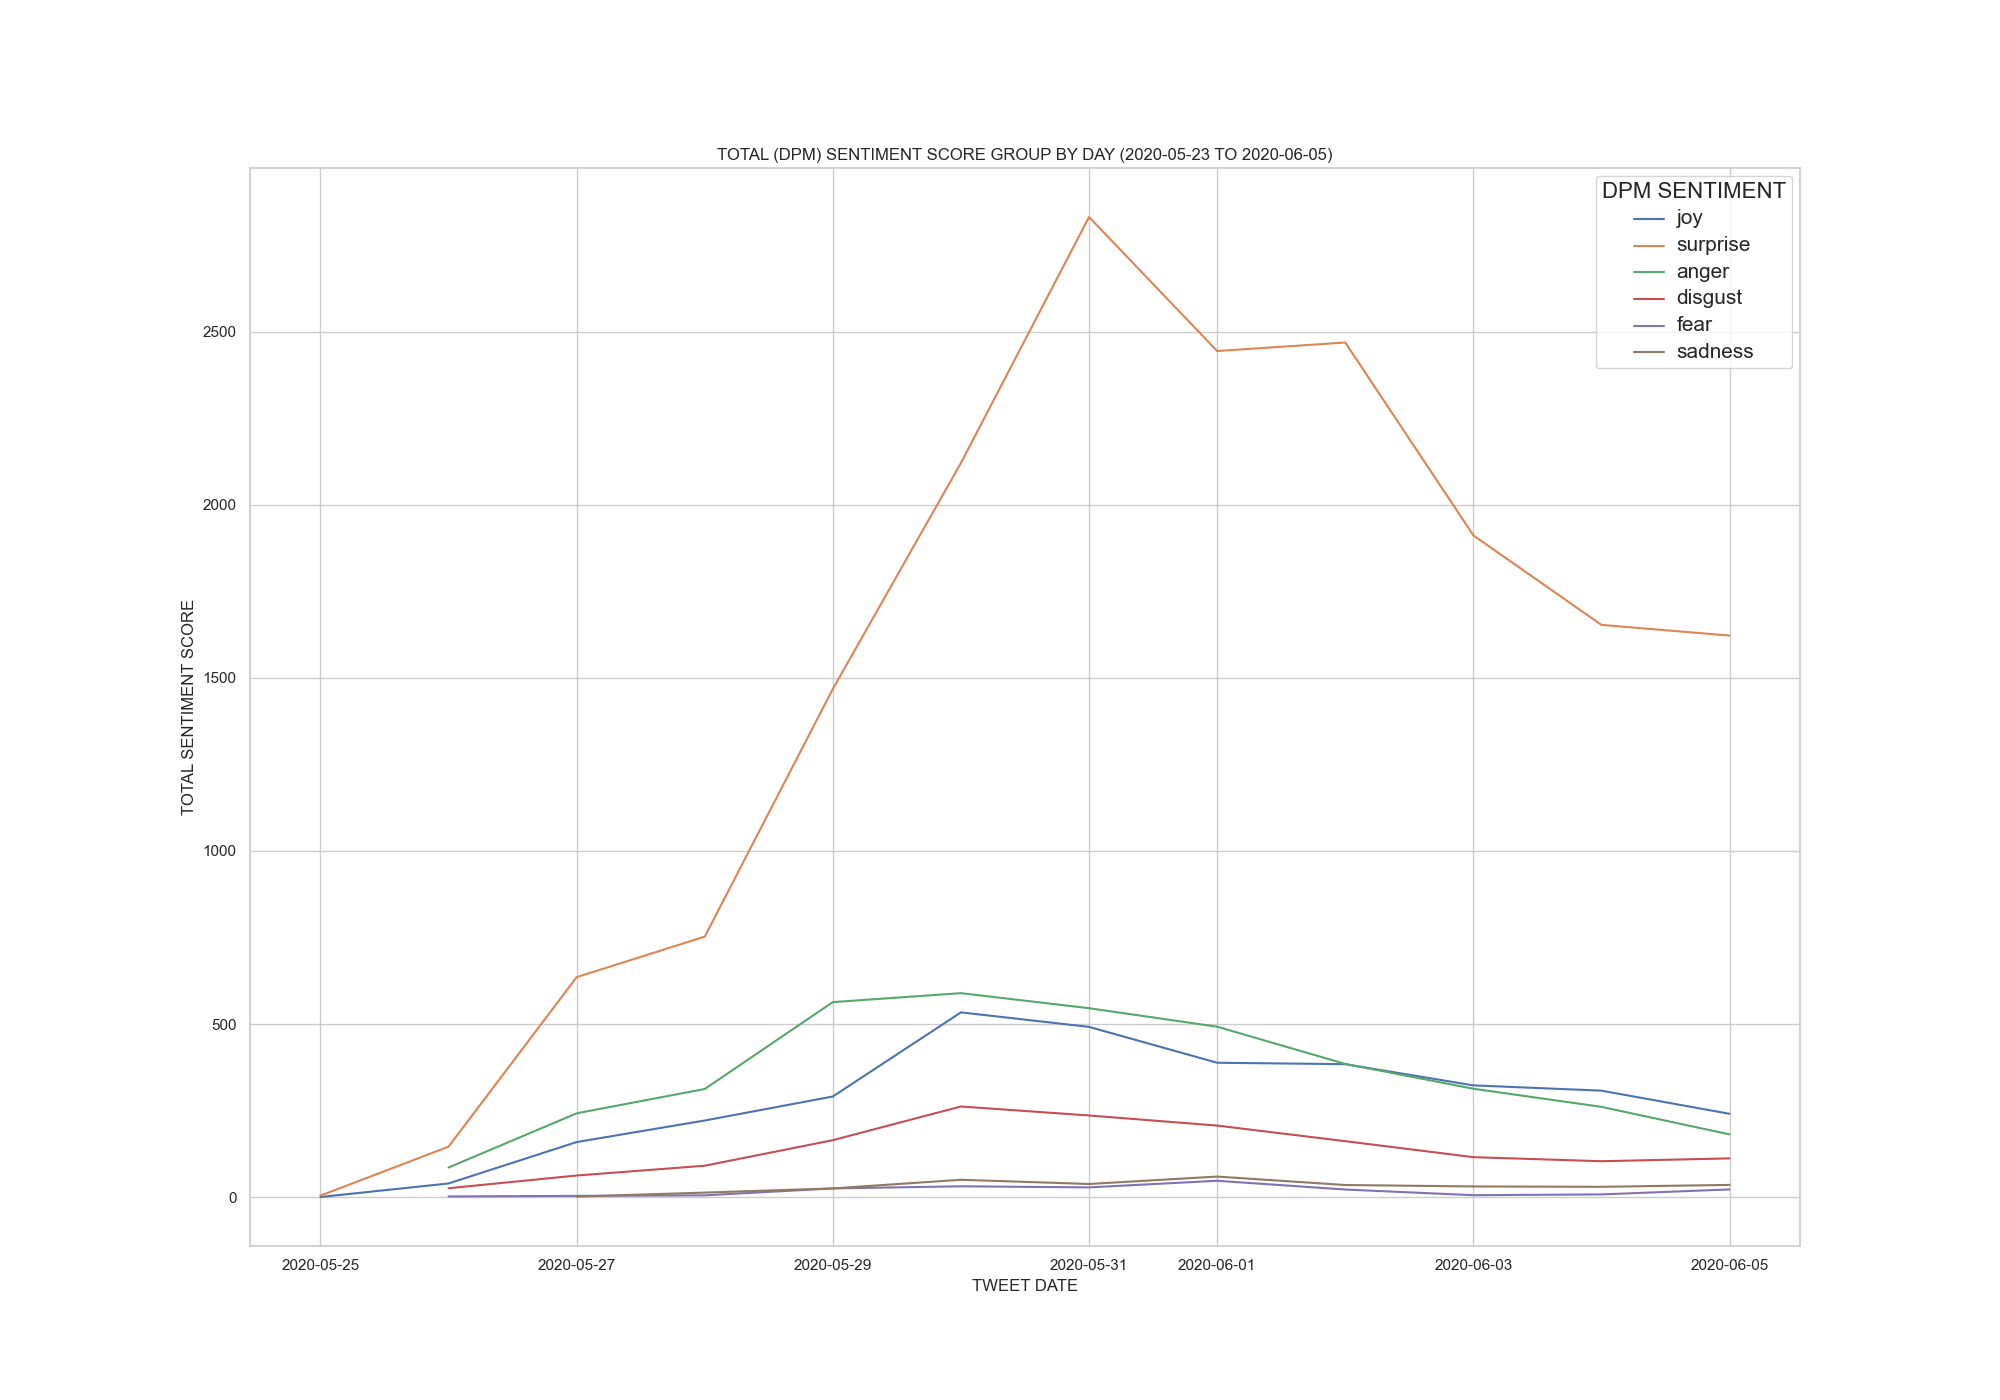 TOTAL (DPM) SENTIMENT SCORE GROUP BY DAY (2020-05-23 TO 2020-06-05)
DPM SENTIMENT
joy
surprise
anger
disgust
fear
sadness
TOTAL SENTIMENT SCORE
2500
2000
1500
1000
500
0
2020-05-25 2020-05-27 2020-05-29 2020-05-31 2020-06-01 2020-06-03 2020-06-05
TWEET DATE